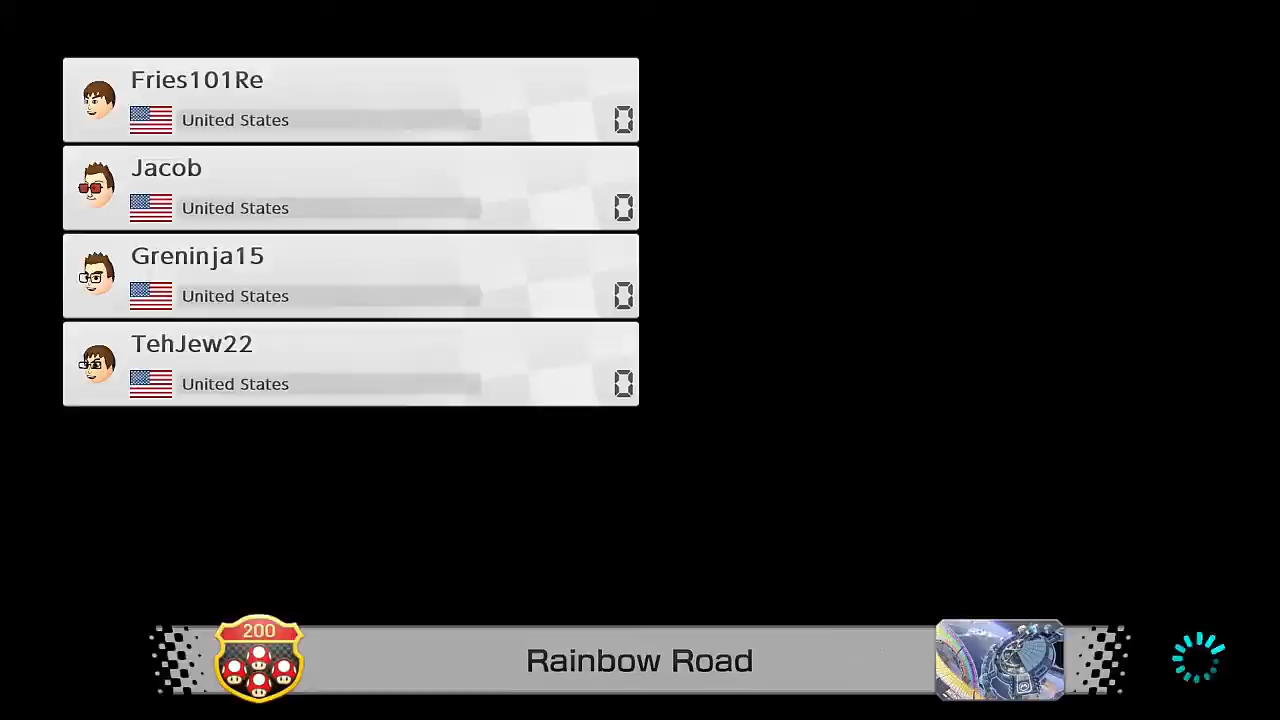 Fries101Re
United States
0
Jacob
United States
0
Greninja15
United States
0
TehJew22
United States
0
200
Rainbow Road